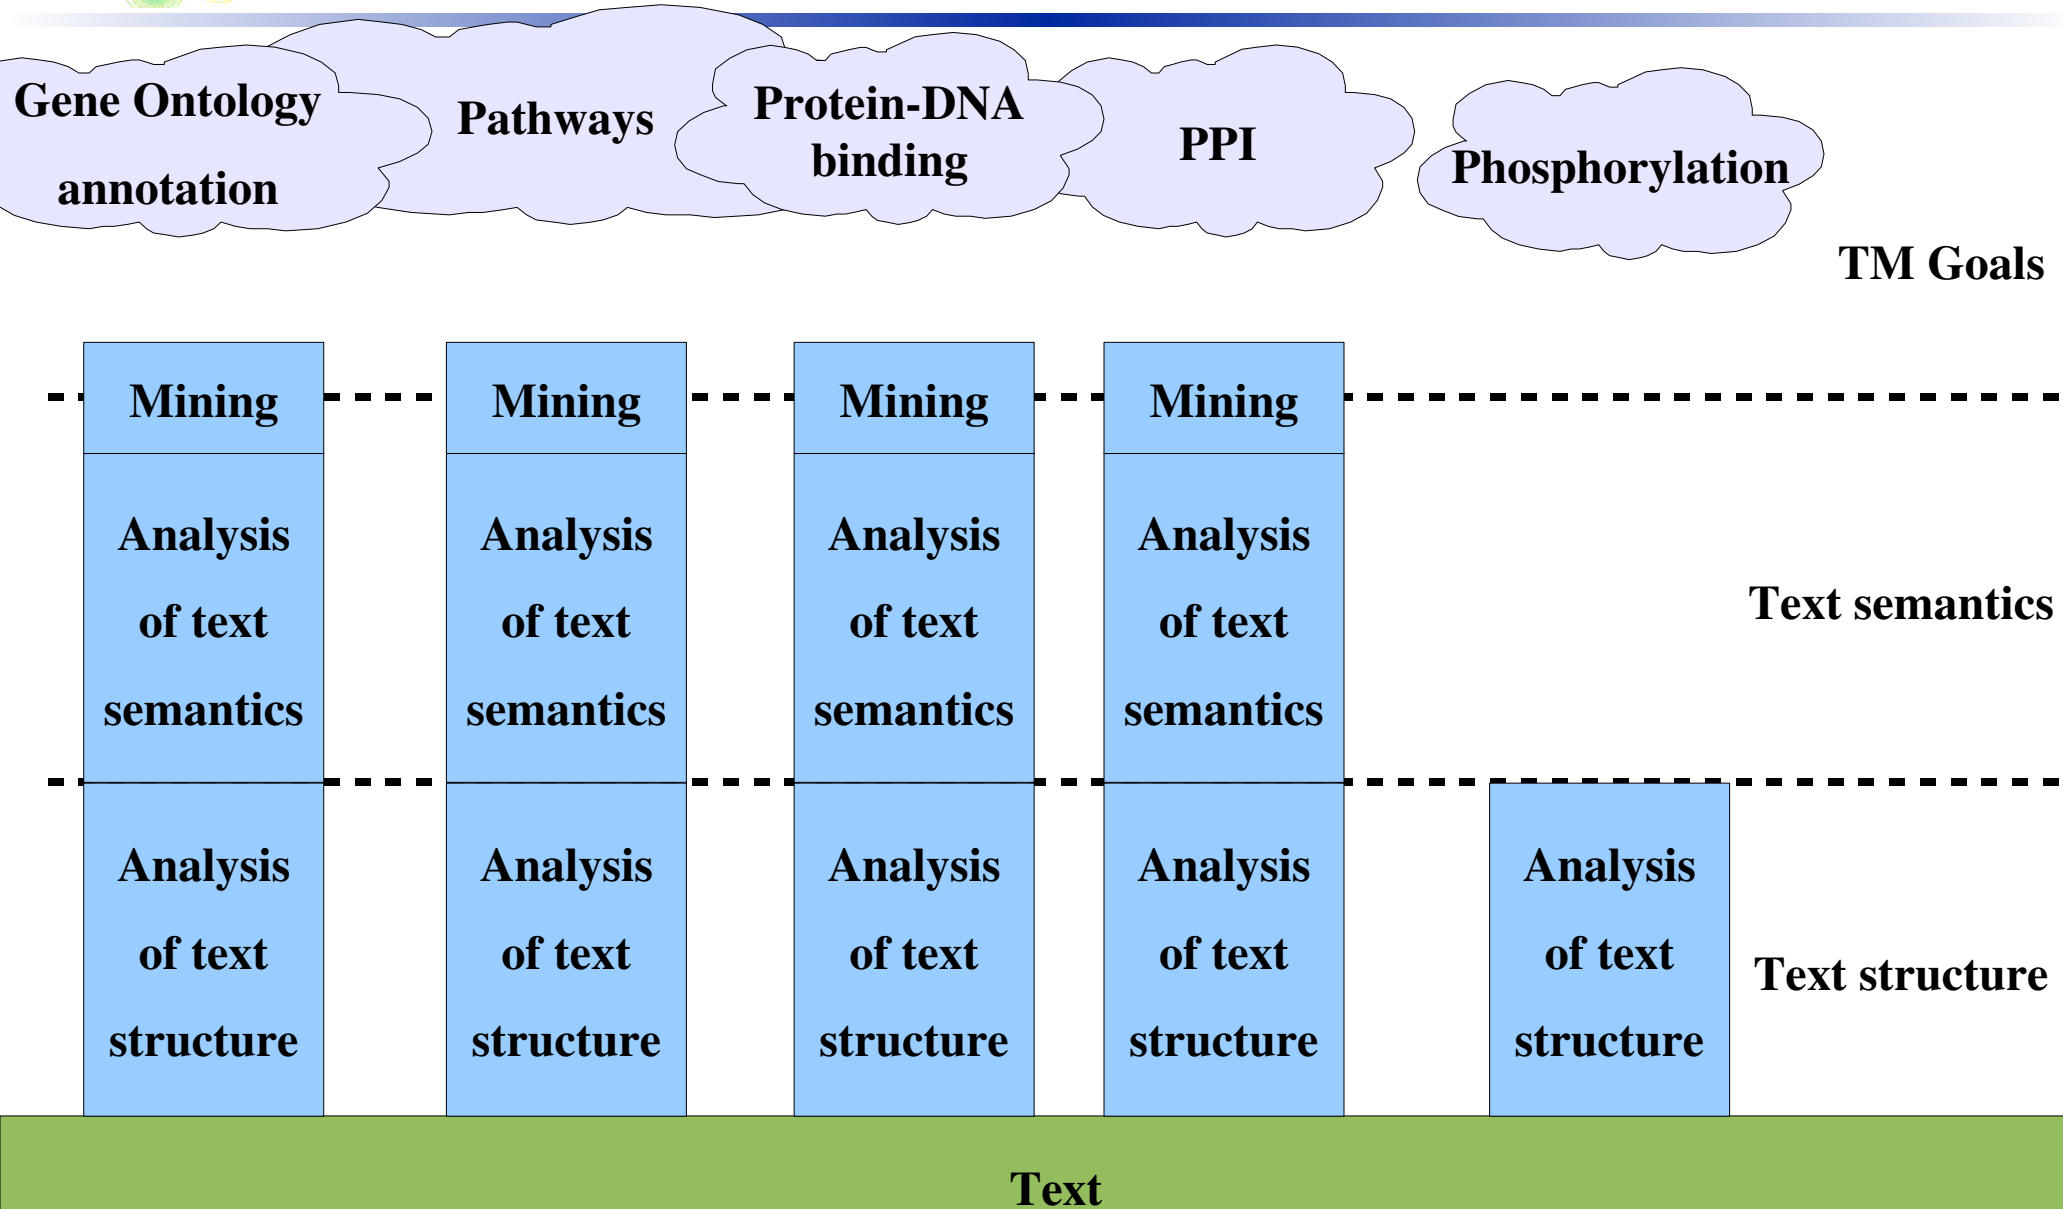 Gene Ontology
annotation
Pathways
Protein-DNA
binding
PPI
Phosphorylation
TM Goals
Mining
Mining
Mining
Mining
Analysis
of text
semantics
Analysis
of text
semantics
Analysis
of text
semantics
Analysis
of text
semantics
Text semantics
Analysis
of text
structure
Analysis
of text
structure
Analysis
of text
structure
Analysis
of text
structure
Analysis
of text
structure
Text structure
Text